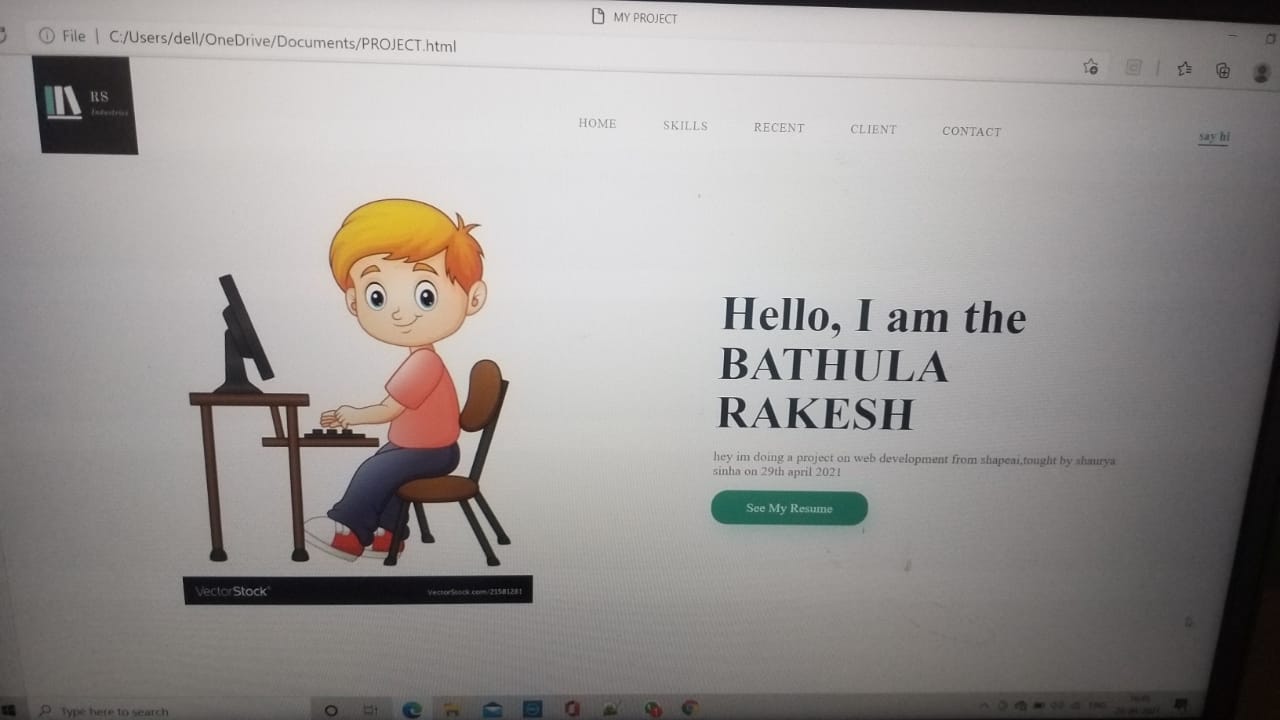 MY PROJECT
File | C:/Users/dell/OneDrive/Documents/PROJECT.html
RS
Industries
HOME SKILLS RECENT CLIENT CONTACT
say hi
Hello, I am the
BATHULA
RAKESH
hey im doing a project on web development from shapeai,tought by shaurya
sinha on 29th april 2021
See My Resume
VectorStock®
VectorStock.com/21581281
Type here to search
ENG